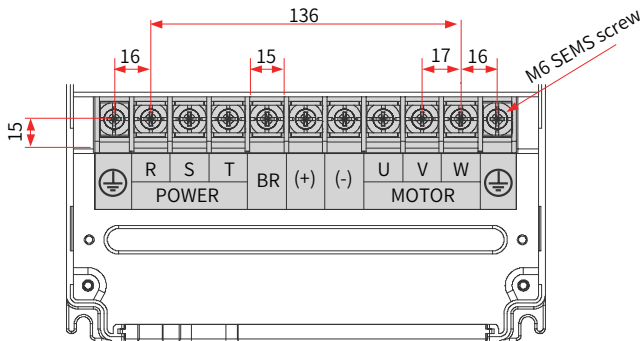 136
16
15
17
16
M6 SEMS screw
15
R S T BR (+) (-) U V W
POWER MOTOR